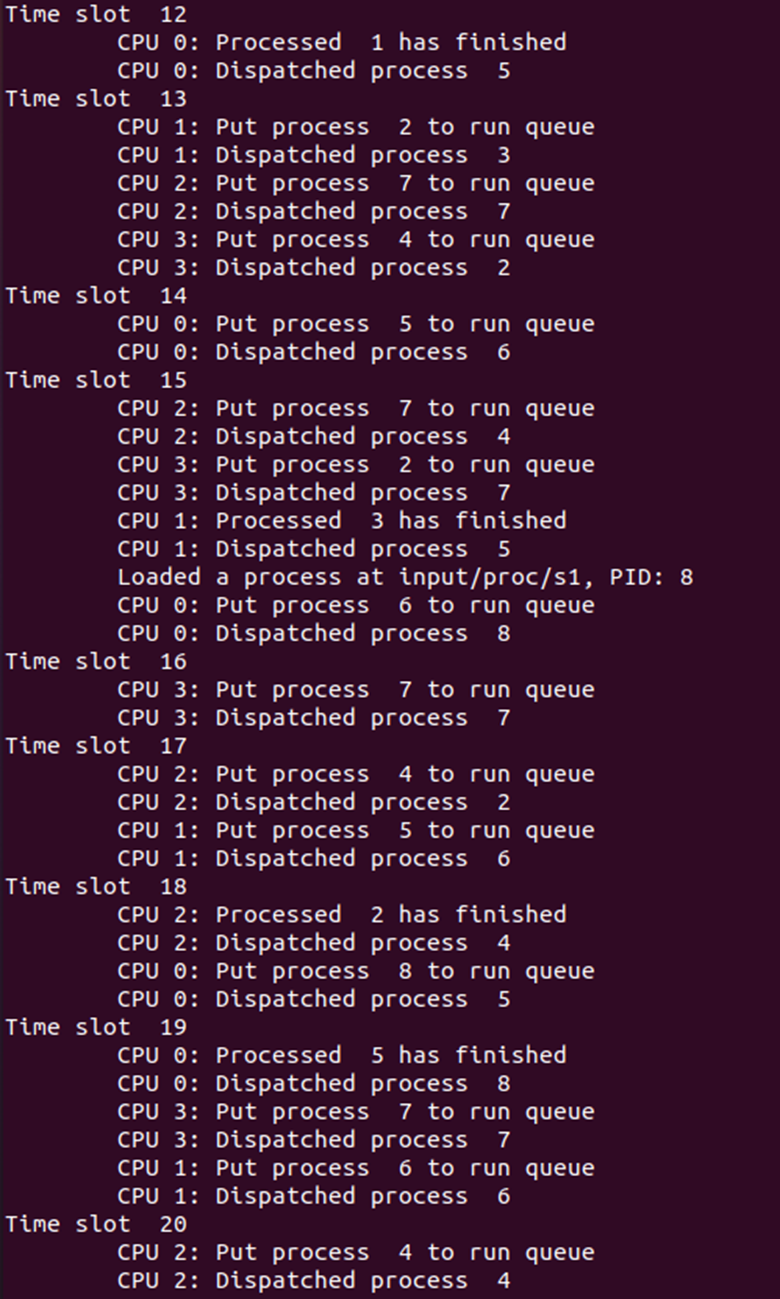 Time slot  12
        CPU 0: Processed  1 has finished
        CPU 0: Dispatched process  5
Time slot  13
        CPU 1: Put process  2 to run queue
        CPU 1: Dispatched process  3
        CPU 2: Put process  7 to run queue
        CPU 2: Dispatched process  7
        CPU 3: Put process  4 to run queue
        CPU 3: Dispatched process  2
Time slot  14
        CPU 0: Put process  5 to run queue
        CPU 0: Dispatched process  6
Time slot  15
        CPU 2: Put process  7 to run queue
        CPU 2: Dispatched process  4
        CPU 3: Put process  2 to run queue
        CPU 3: Dispatched process  7
        CPU 1: Processed  3 has finished
        CPU 1: Dispatched process  5
        Loaded a process at input/proc/s1, PID: 8
        CPU 0: Put process  6 to run queue
        CPU 0: Dispatched process  8
Time slot  16
        CPU 3: Put process  7 to run queue
        CPU 3: Dispatched process  7
Time slot  17
        CPU 2: Put process  4 to run queue
        CPU 2: Dispatched process  2
        CPU 1: Put process  5 to run queue
        CPU 1: Dispatched process  6
Time slot  18
        CPU 2: Processed  2 has finished
        CPU 2: Dispatched process  4
        CPU 0: Put process  8 to run queue
        CPU 0: Dispatched process  5
Time slot  19
        CPU 0: Processed  5 has finished
        CPU 0: Dispatched process  8
        CPU 3: Put process  7 to run queue
        CPU 3: Dispatched process  7
        CPU 1: Put process  6 to run queue
        CPU 1: Dispatched process  6
Time slot  20
        CPU 2: Put process  4 to run queue
        CPU 2: Dispatched process  4